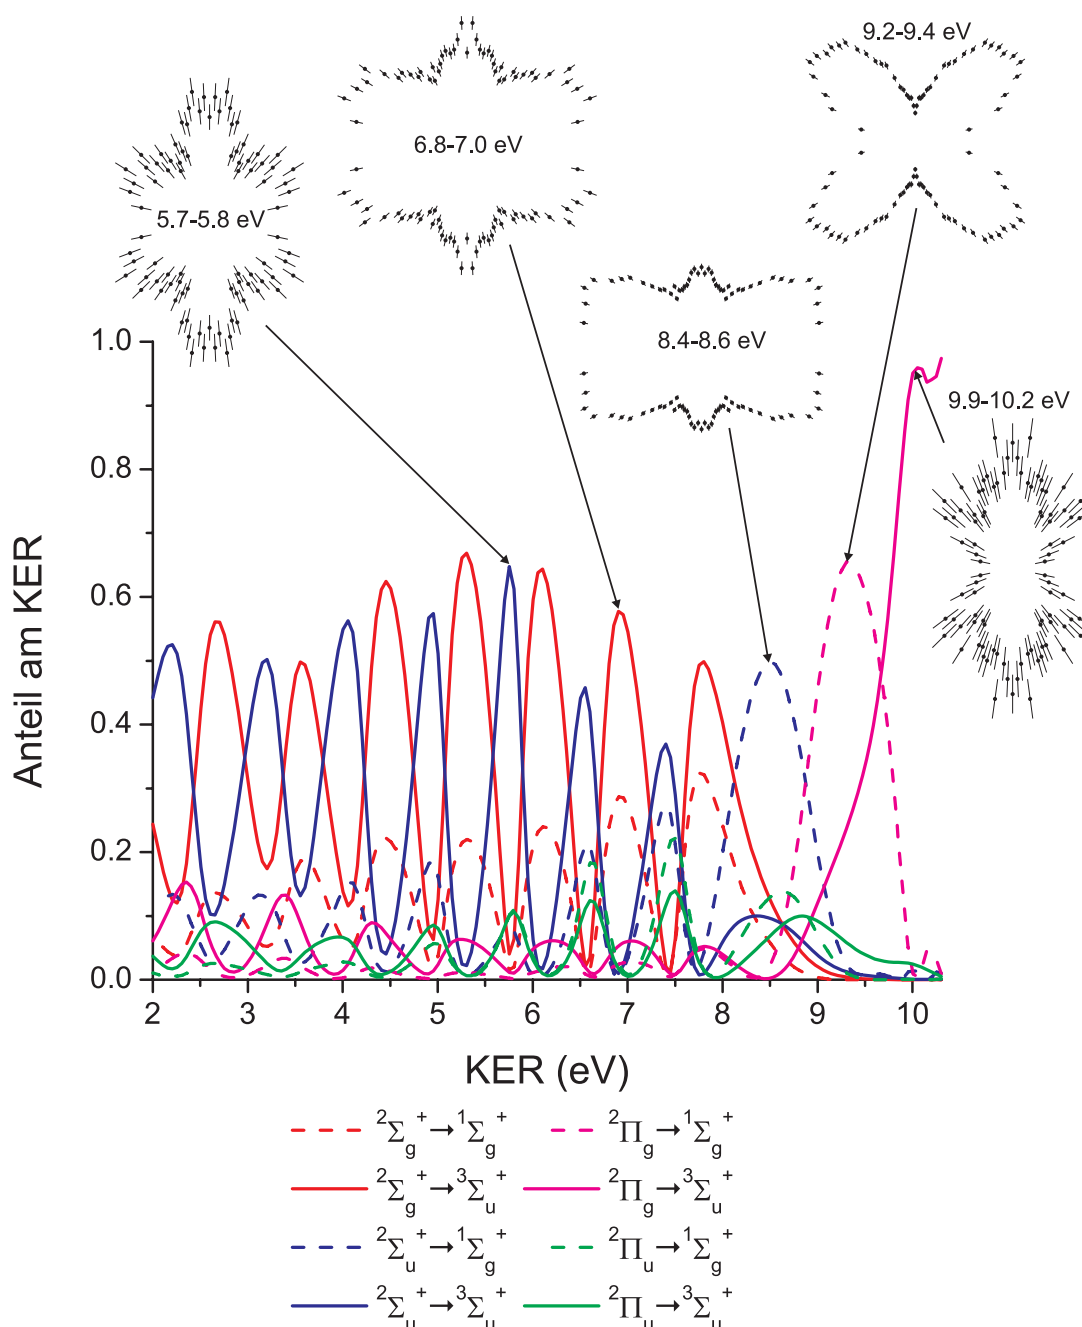 9.2-9.4 eV
6.8-7.0 eV
5.7-5.8 eV
8.4-8.6 eV
9.9-10.2 eV
1.0
0.8
0.6
0.4
0.2
0.0
2 3 4 5 6 7 8 9 10
Anteil am KER
KER (eV)
²Σg⁺→¹Σg⁺ ²Πg→¹Σg⁺
²Σg⁺→³Σu⁺ ²Πg→³Σu⁺
²Σu⁺→¹Σg⁺ ²Πu→¹Σg⁺
²Σu⁺→³Σu⁺ ²Πu→³Σu⁺